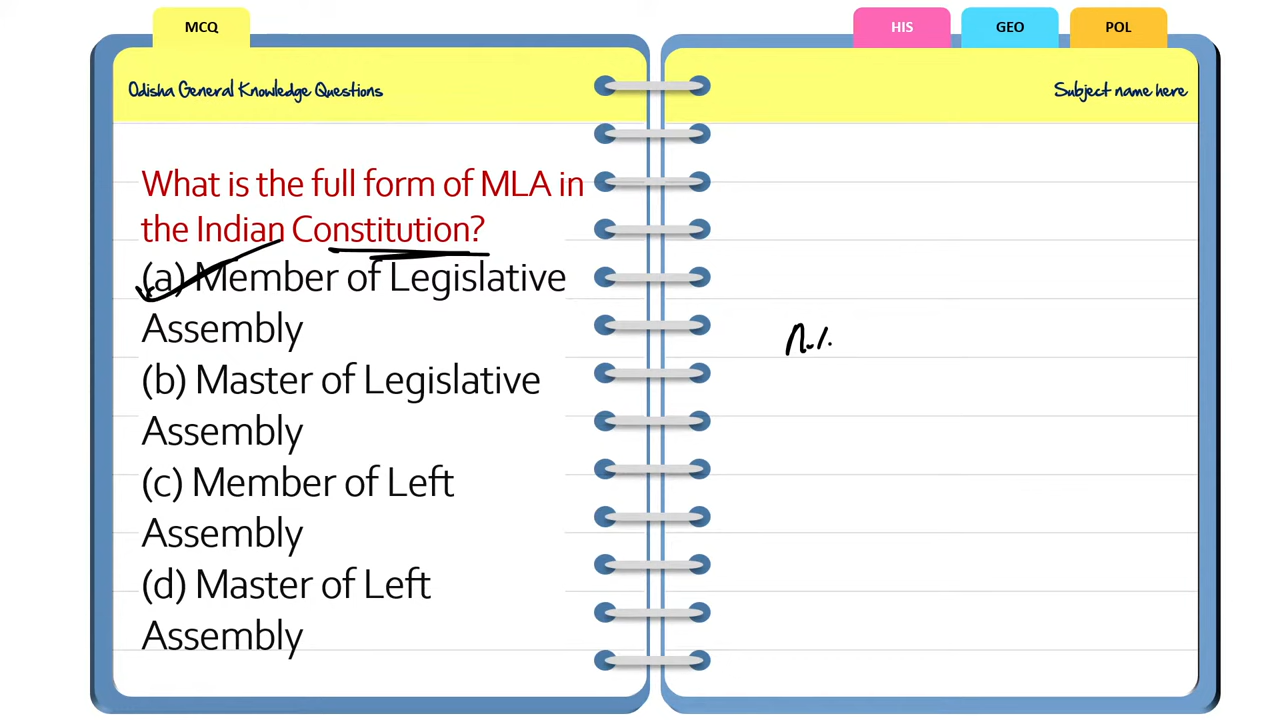 MCQ
HIS
GEO
POL
Odisha General Knowledge Questions
Subject name here
What is the full form of MLA in
the Indian Constitution?
(a) Member of Legislative
Assembly
(b) Master of Legislative
Assembly
(c) Member of Left
Assembly
(d) Master of Left
Assembly